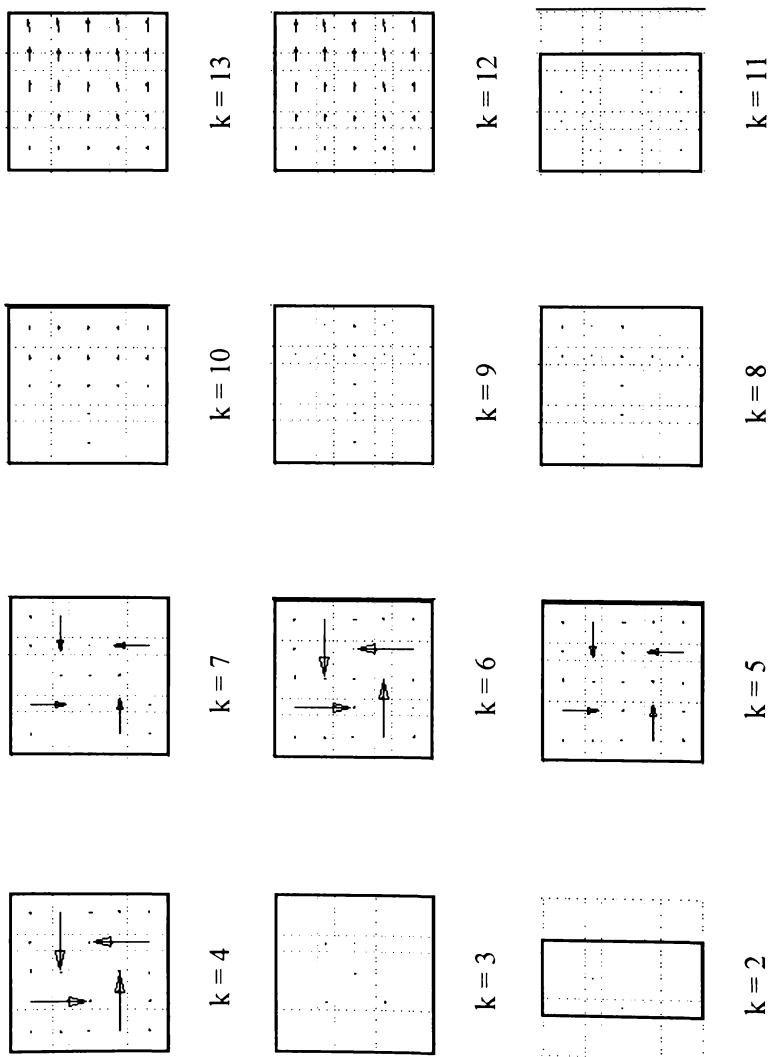 k = 4
k = 7
k = 10
k = 13
k = 3
k = 6
k = 9
k = 12
k = 2
k = 5
k = 8
k = 11